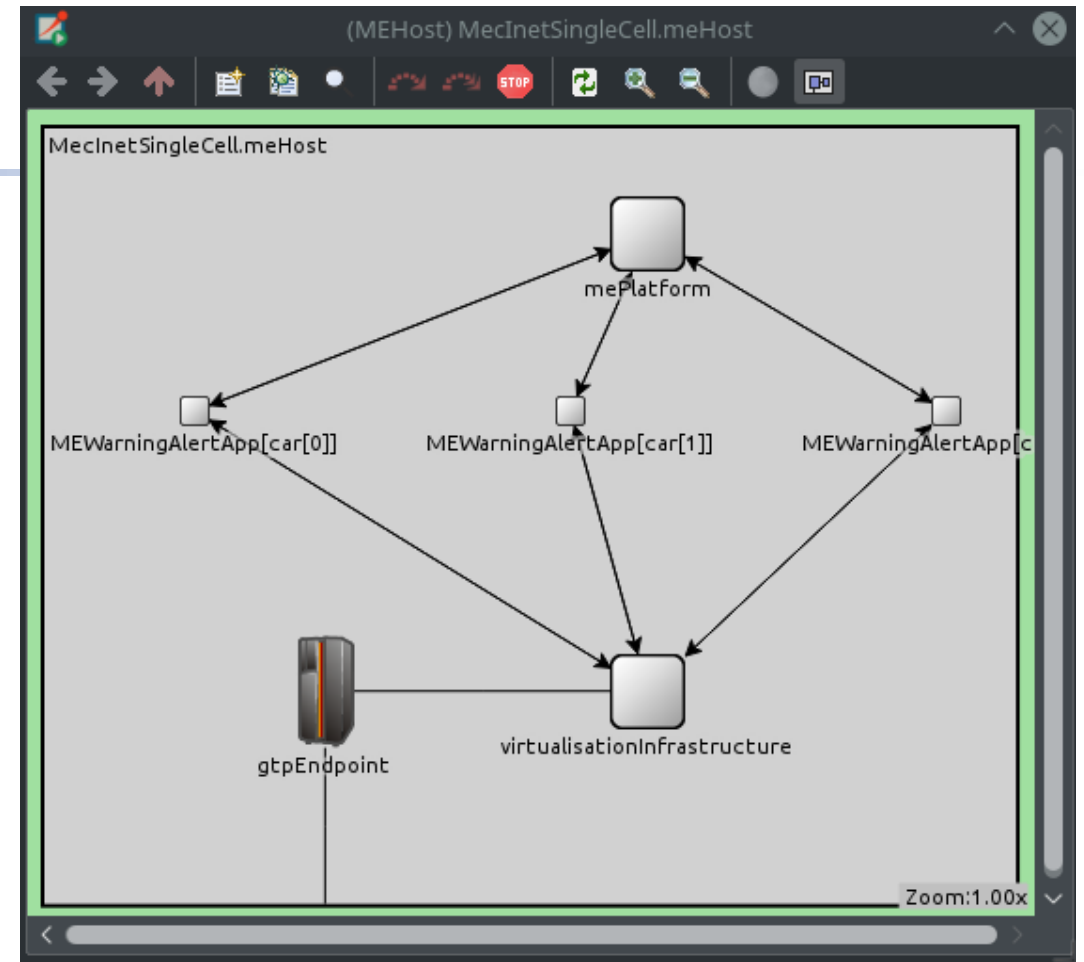 (MEHost) MecInetSingleCell.meHost
STOP
MecInetSingleCell.meHost
mePlatform
MEWarningAlertApp[car[0]] MEWarningAlertApp[car[1]] MEWarningAlertApp[c
virtualisationInfrastructure
gtpEndpoint
Zoom:1.00x